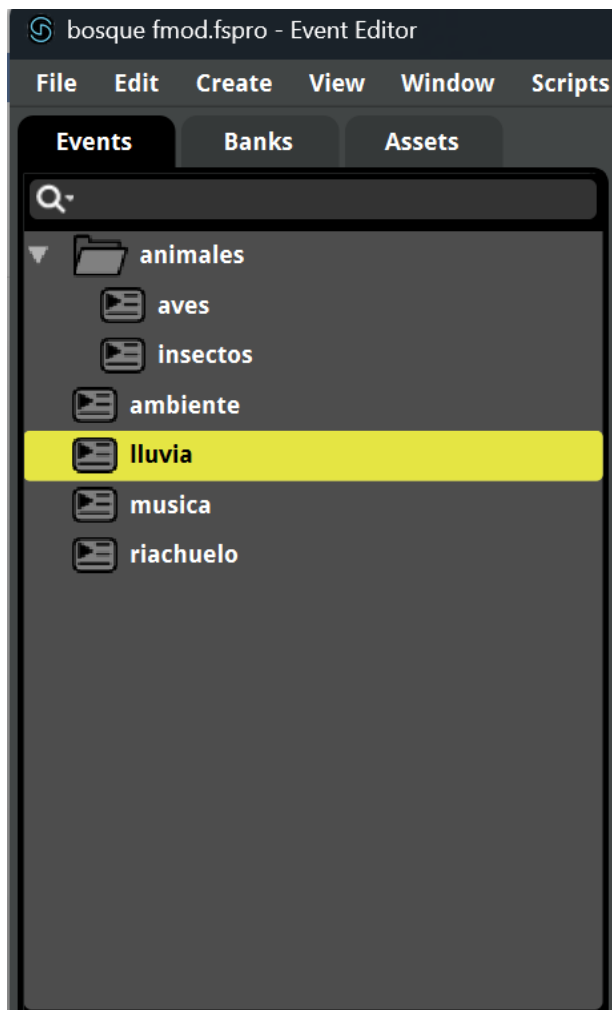 bosque fmod.fspro - Event Editor
File Edit Create View Window Scripts
Events Banks Assets
animales
aves
insectos
ambiente
lluvia
musica
riachuelo